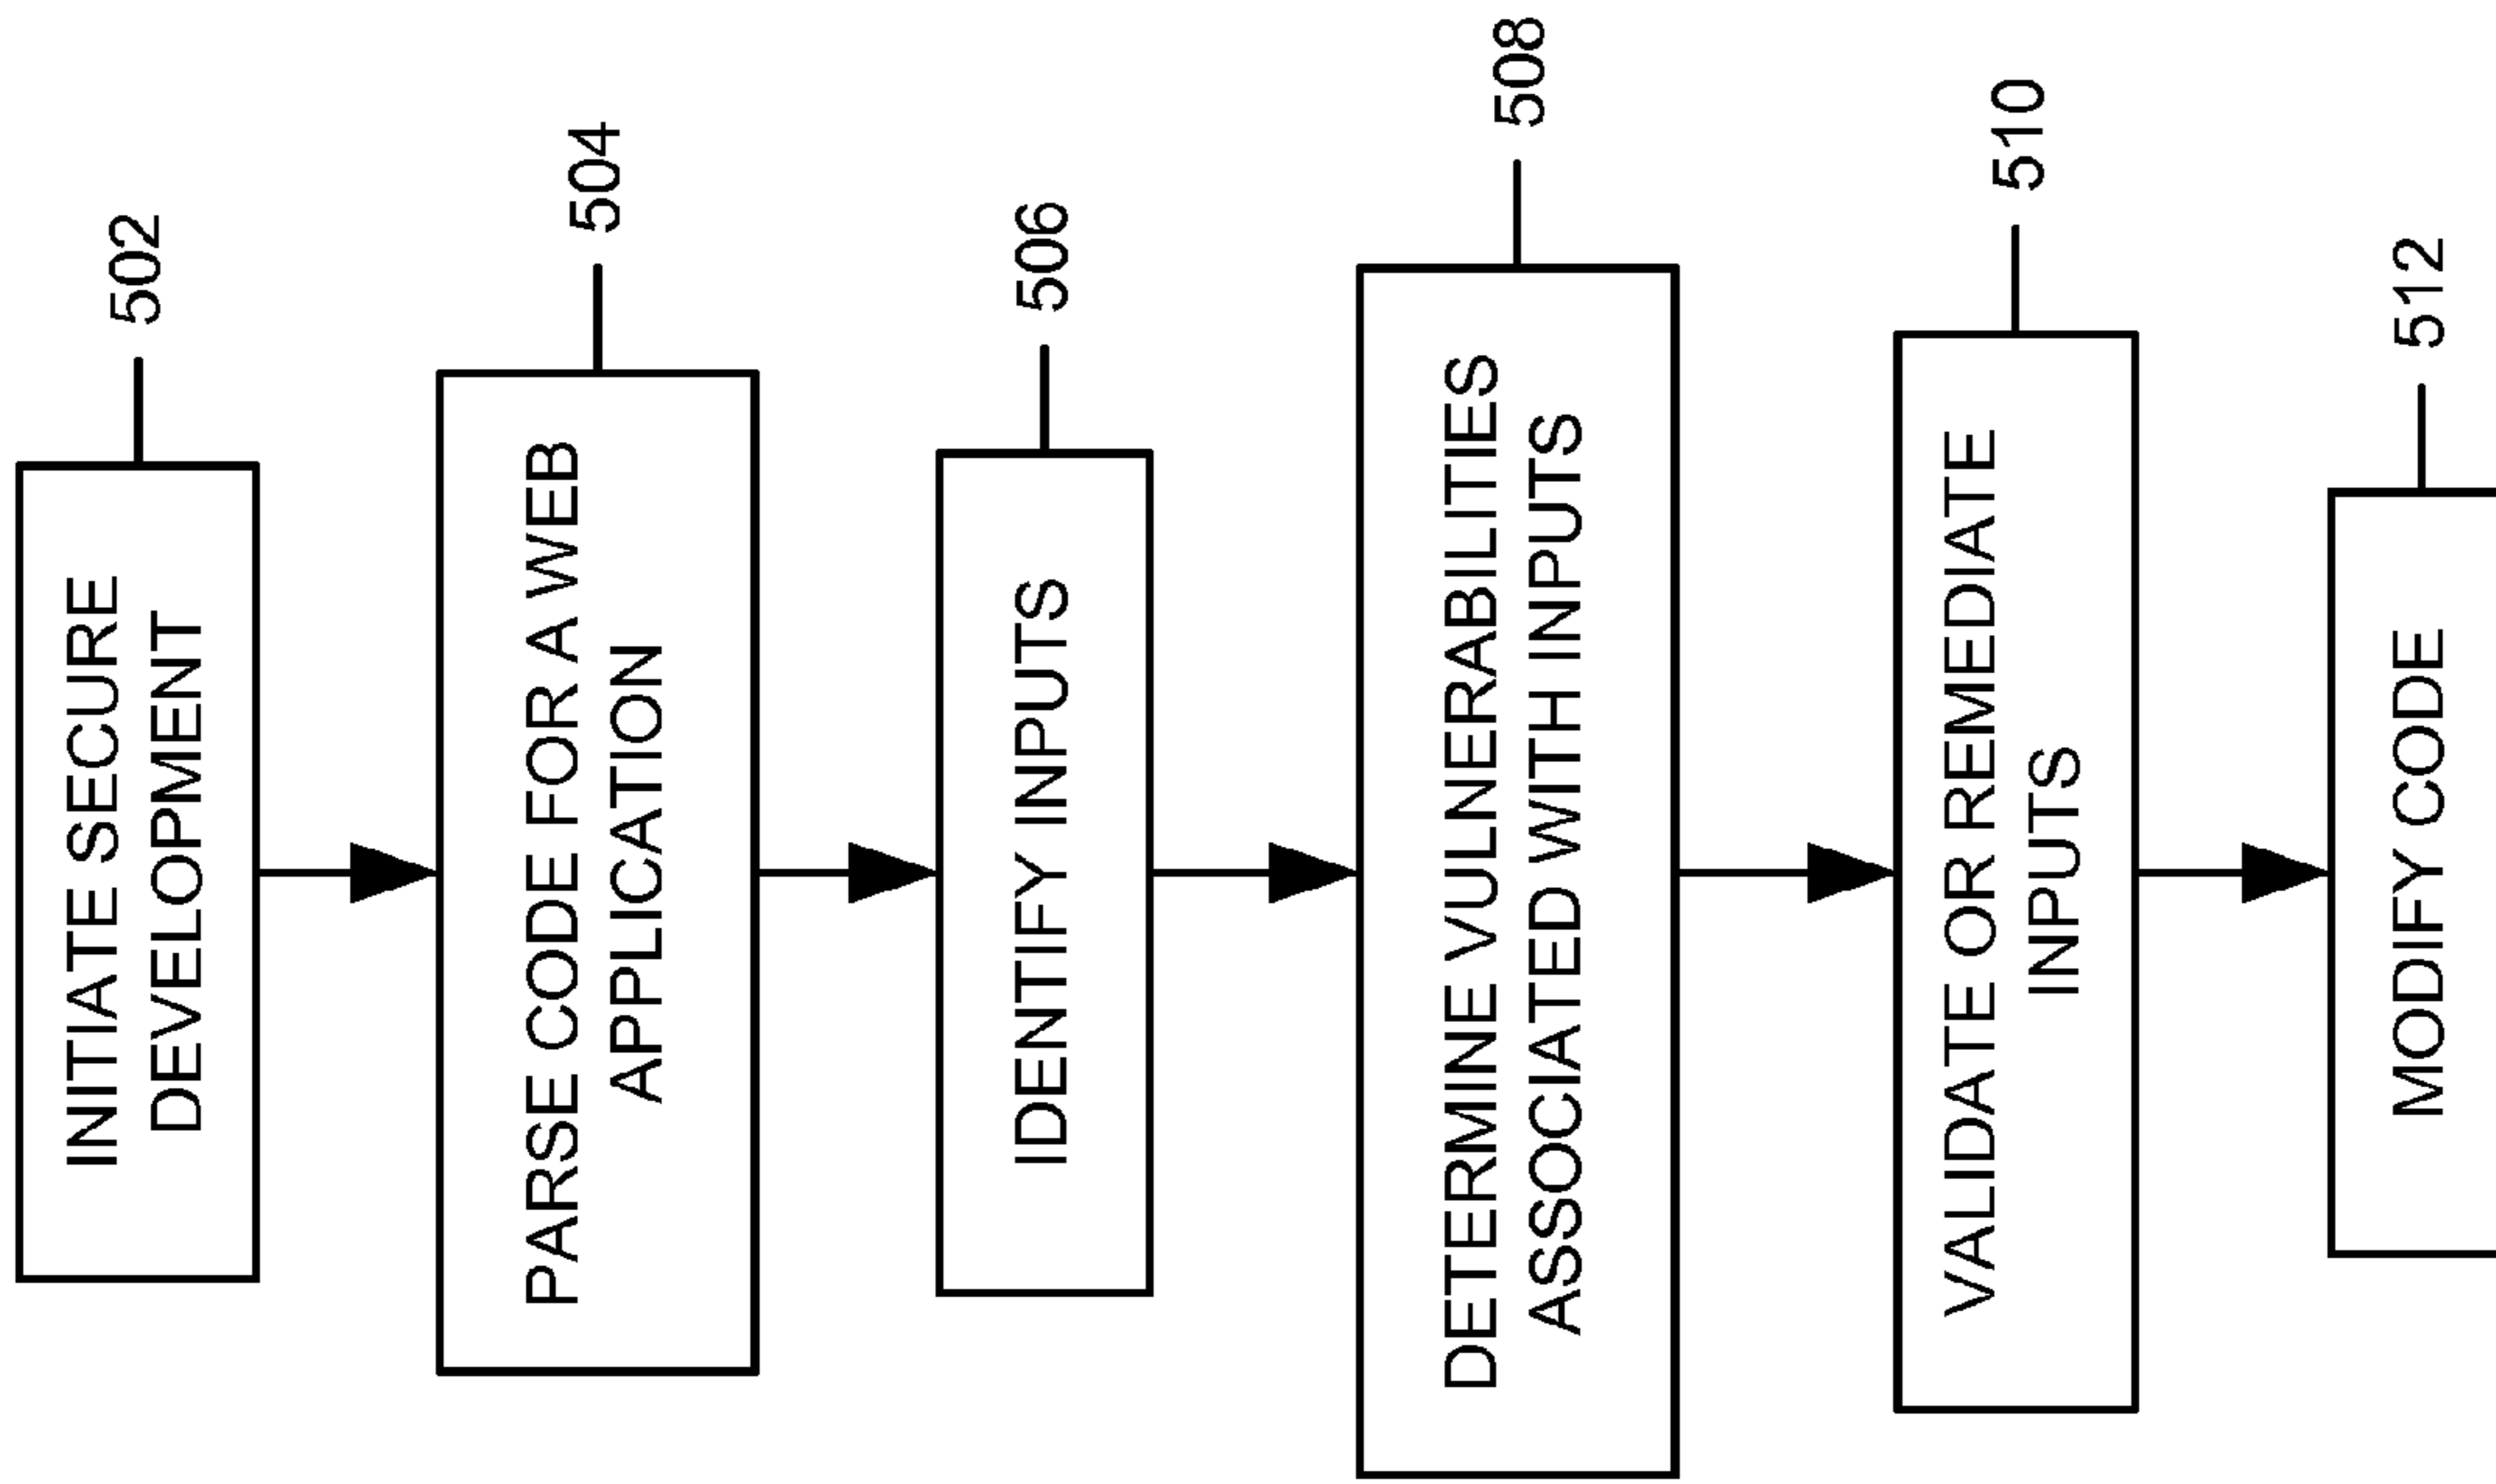 INITIATE SECURE
DEVELOPMENT
502
PARSE CODE FOR A WEB
APPLICATION
504
IDENTIFY INPUTS
506
DETERMINE VULNERABILITIES
ASSOCIATED WITH INPUTS
508
VALIDATE OR REMEDIATE
INPUTS
510
MODIFY CODE
512